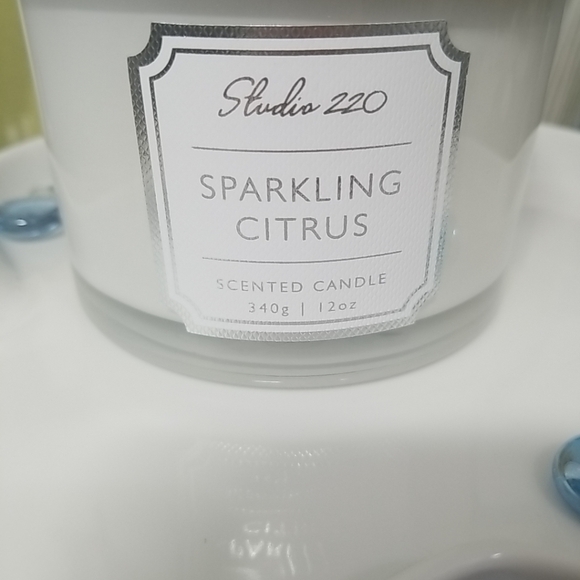 Studio 220
SPARKLING
CITRUS
SCENTED CANDLE
340g | 12oz